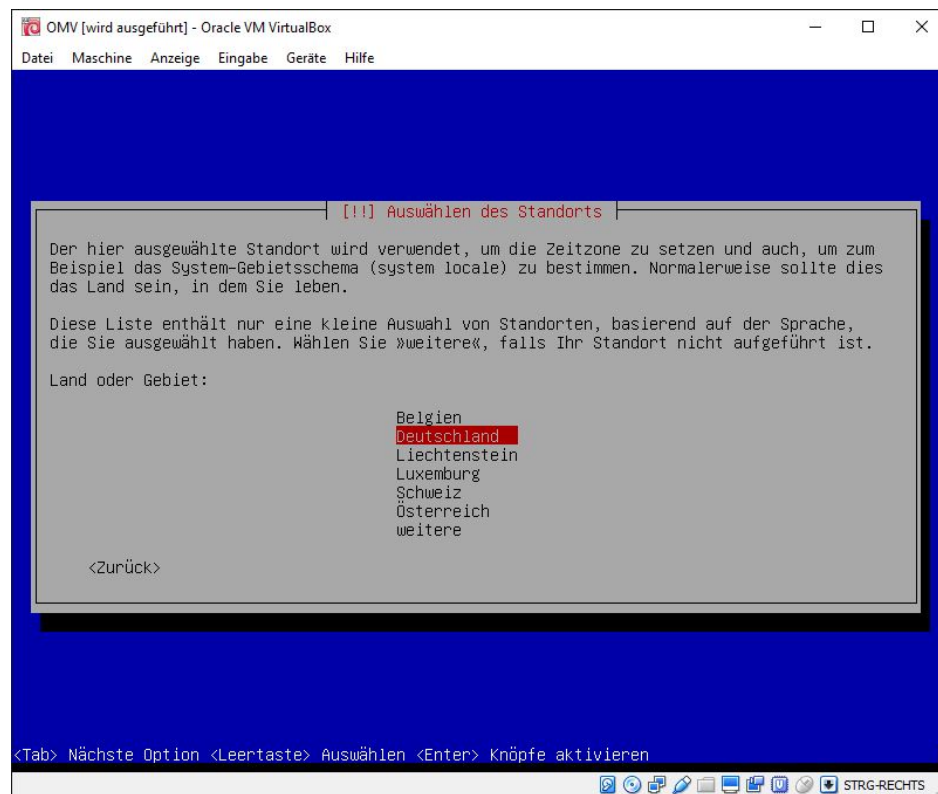 OMV [wird ausgeführt] - Oracle VM VirtualBox
Datei Maschine Anzeige Eingabe Geräte Hilfe
[!!] Auswählen des Standorts
Der hier ausgewählte Standort wird verwendet, um die Zeitzone zu setzen und auch, um zum
Beispiel das System-Gebietsschema (system locale) zu bestimmen. Normalerweise sollte dies
das Land sein, in dem Sie leben.
Diese Liste enthält nur eine kleine Auswahl von Standorten, basierend auf der Sprache,
die Sie ausgewählt haben. Wählen Sie »weitere«, falls Ihr Standort nicht aufgeführt ist.
Land oder Gebiet:
Belgien
Deutschland
Liechtenstein
Luxemburg
Schweiz
Österreich
weitere
<Zurück>
<Tab> Nächste Option <Leertaste> Auswählen <Enter> Knöpfe aktivieren
STRG-RECHTS